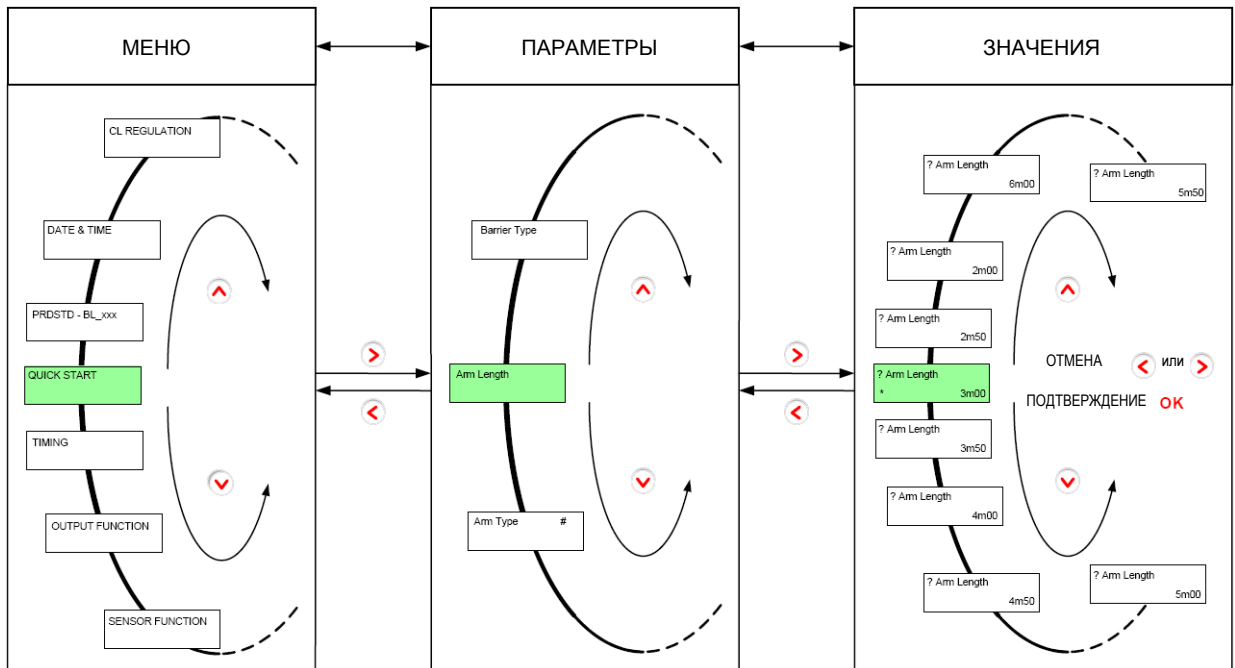 МЕНЮ
ПАРАМЕТРЫ
ЗНАЧЕНИЯ
CL REGULATION
DATE & TIME
PRDSTD - BL_xxx
QUICK START
TIMING
OUTPUT FUNCTION
SENSOR FUNCTION
Barrier Type
Arm Length
Arm Type #
? Arm Length
6m00
? Arm Length
5m50
? Arm Length
2m00
? Arm Length
2m50
? Arm Length
* 3m00
? Arm Length
3m50
? Arm Length
4m00
? Arm Length
4m50
? Arm Length
5m00
ОТМЕНА или
ПОДТВЕРЖДЕНИЕ OK